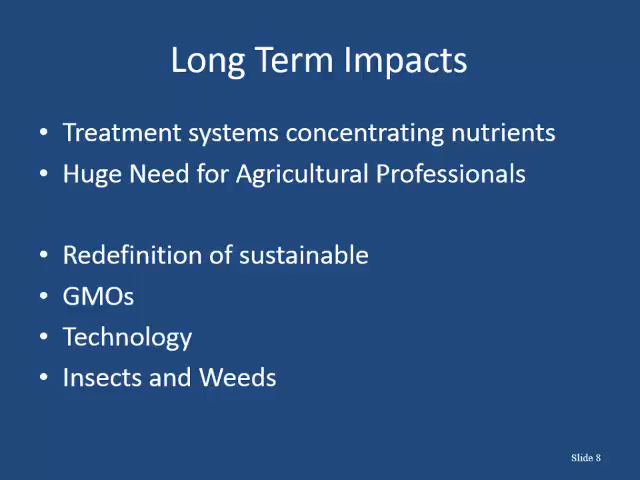 Long Term Impacts
• Treatment systems concentrating nutrients
• Huge Need for Agricultural Professionals
• Redefinition of sustainable
• GMOs
• Technology
• Insects and Weeds
Slide 8